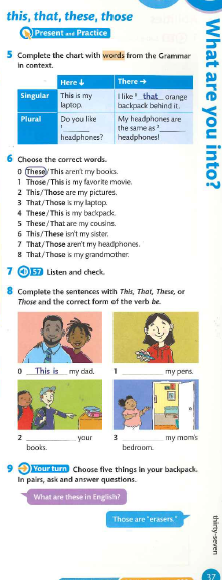 this, that, these, those
Present and Practice
5 Complete the chart with words from the Grammar
in context.
Here ↓ There →
Singular This is my laptop. I like ⁰ that orange backpack behind it.
Plural Do you like ¹______ headphones? My headphones are the same as ²______ headphones!
6 Choose the correct words.
0 These / This aren't my books.
1 Those / This is my favorite movie.
2 This / Those are my pictures.
3 That / Those is my laptop.
4 These / This is my backpack.
5 These / That are my cousins.
6 This / These isn't my sister.
7 That / Those aren't my headphones.
8 That / Those is my grandmother.
7 157 Listen and check.
8 Complete the sentences with This, That, These, or
Those and the correct form of the verb be.
0 This is my dad.
1 ______ my pens.
2 ______ your
books.
3 ______ my mom's
bedroom.
9 Your turn Choose five things in your backpack.
In pairs, ask and answer questions.
What are these in English?
Those are "erasers."
What are you into?
thirty-seven
37